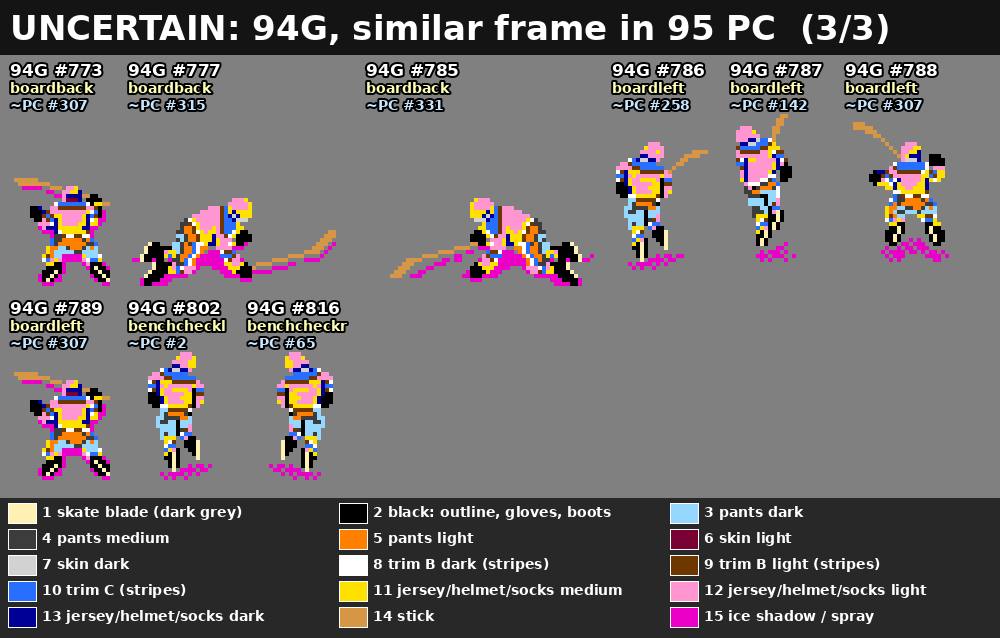 UNCERTAIN: 94G, similar frame in 95 PC (3/3)
94G #773 94G #777 94G #785 94G #786 94G #787 94G #788
boardback boardback boardback boardleft boardleft boardleft
~PC #307 ~PC #315 ~PC #331 ~PC #258 ~PC #142 ~PC #307
94G #789 94G #802 94G #816
boardleft benchcheckl benchcheckr
~PC #307 ~PC #2 ~PC #65
1 skate blade (dark grey) 2 black: outline, gloves, boots 3 pants dark
4 pants medium 5 pants light 6 skin light
7 skin dark 8 trim B dark (stripes) 9 trim B light (stripes)
10 trim C (stripes) 11 jersey/helmet/socks medium 12 jersey/helmet/socks light
13 jersey/helmet/socks dark 14 stick 15 ice shadow / spray